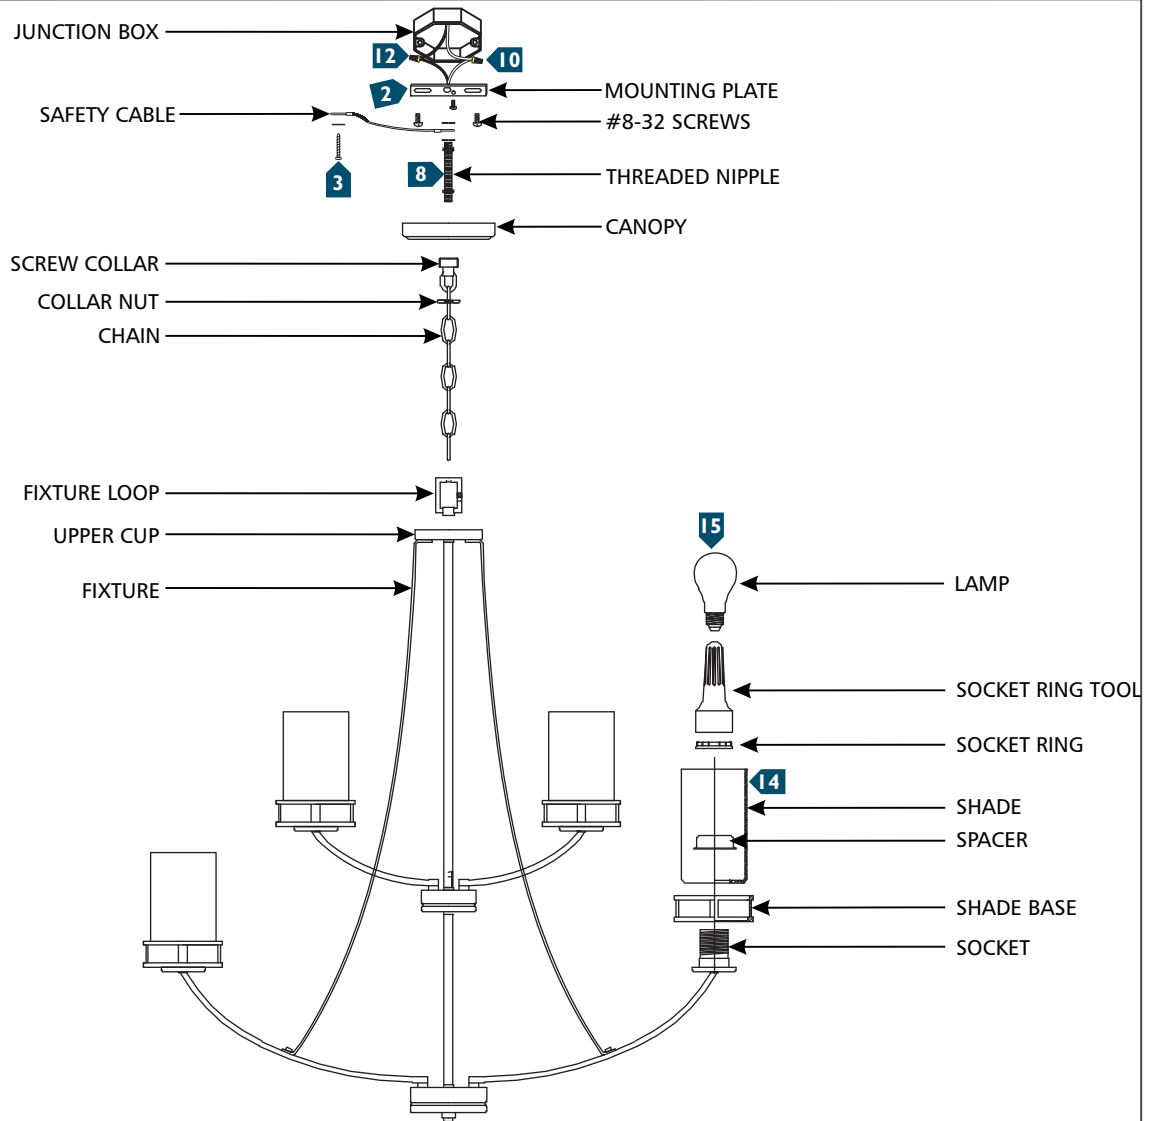 JUNCTION BOX
12
10
2
MOUNTING PLATE
SAFETY CABLE
#8-32 SCREWS
3
8
THREADED NIPPLE
CANOPY
SCREW COLLAR
COLLAR NUT
CHAIN
FIXTURE LOOP
UPPER CUP
15
FIXTURE
LAMP
SOCKET RING TOOL
SOCKET RING
14
SHADE
SPACER
SHADE BASE
SOCKET